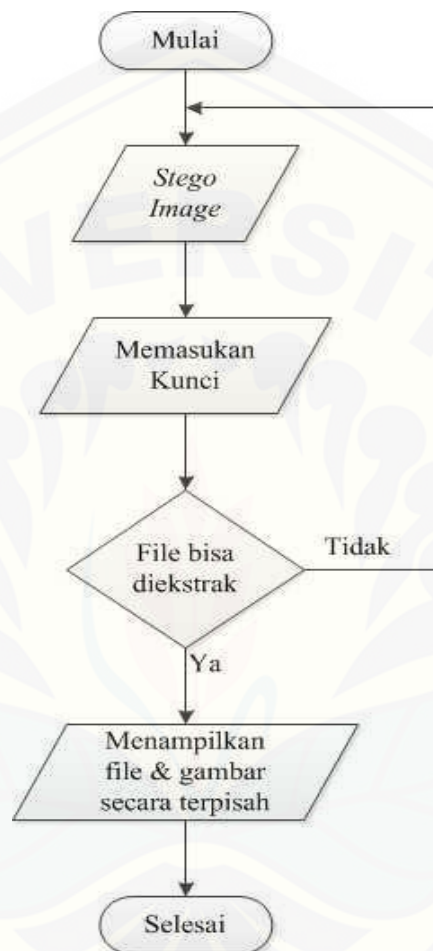 Mulai
Stego
Image
Memasukan
Kunci
File bisa
diekstrak
Tidak
Ya
Menampilkan
file & gambar
secara terpisah
Selesai